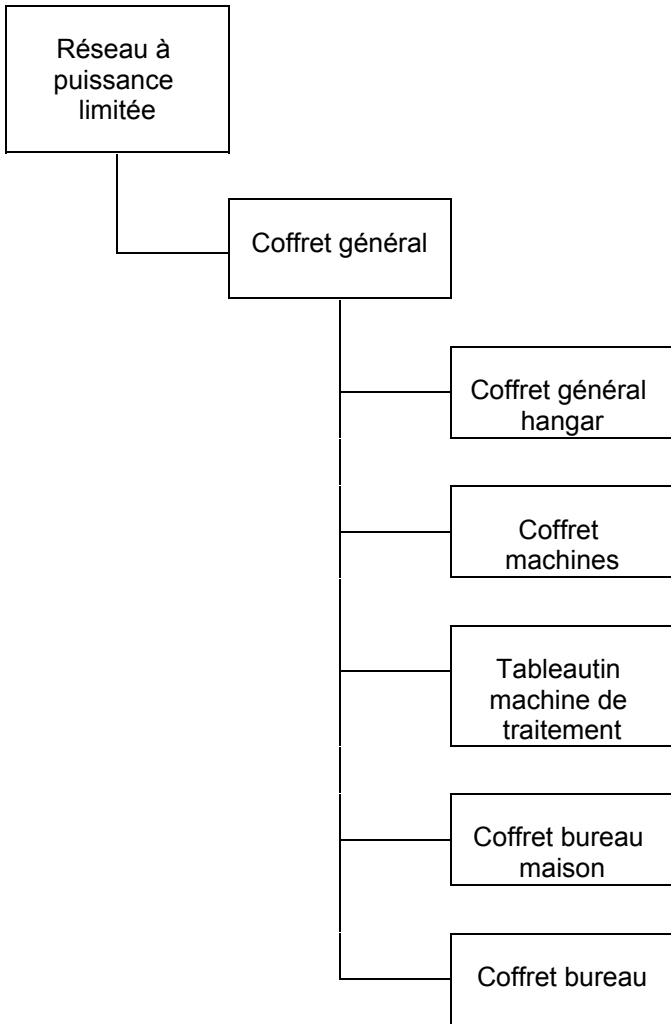 Réseau à
puissance
limitée
Coffret général
Coffret général
hangar
Coffret
machines
Tableautin
machine de
traitement
Coffret bureau
maison
Coffret bureau